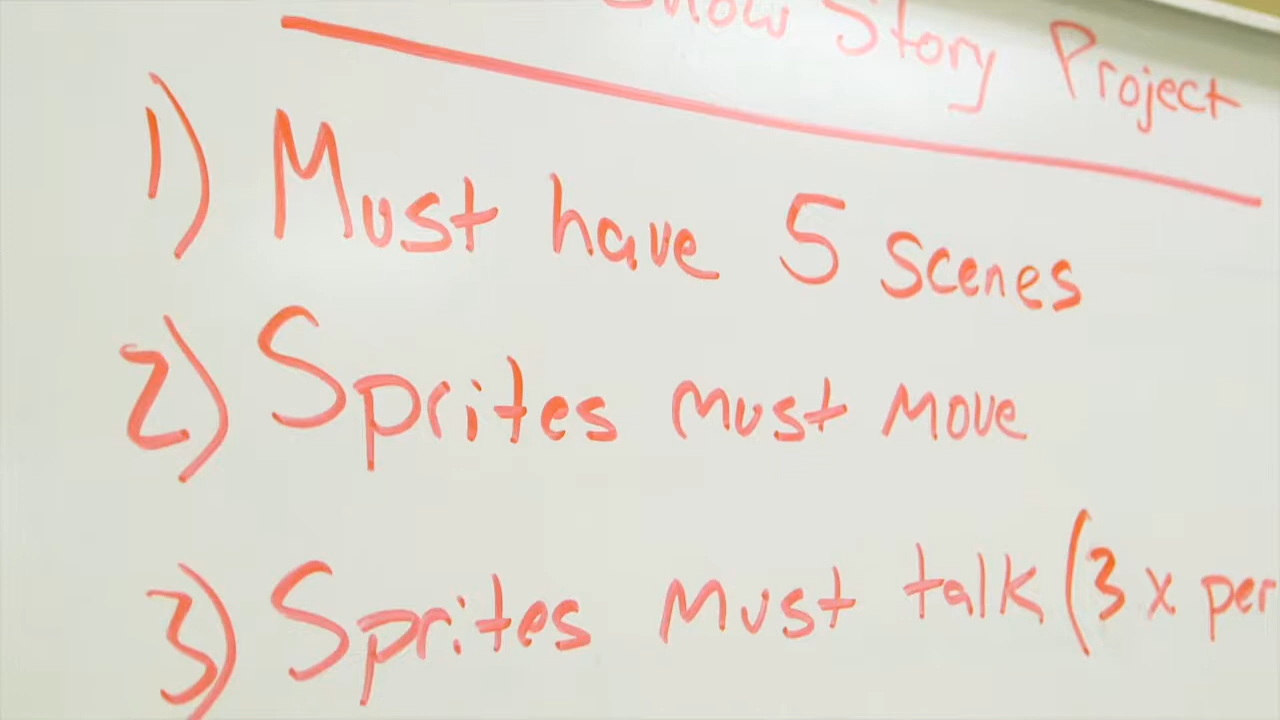 Story Project
1) Must have 5 scenes
2) Sprites must move
3) Sprites must talk (3 x per